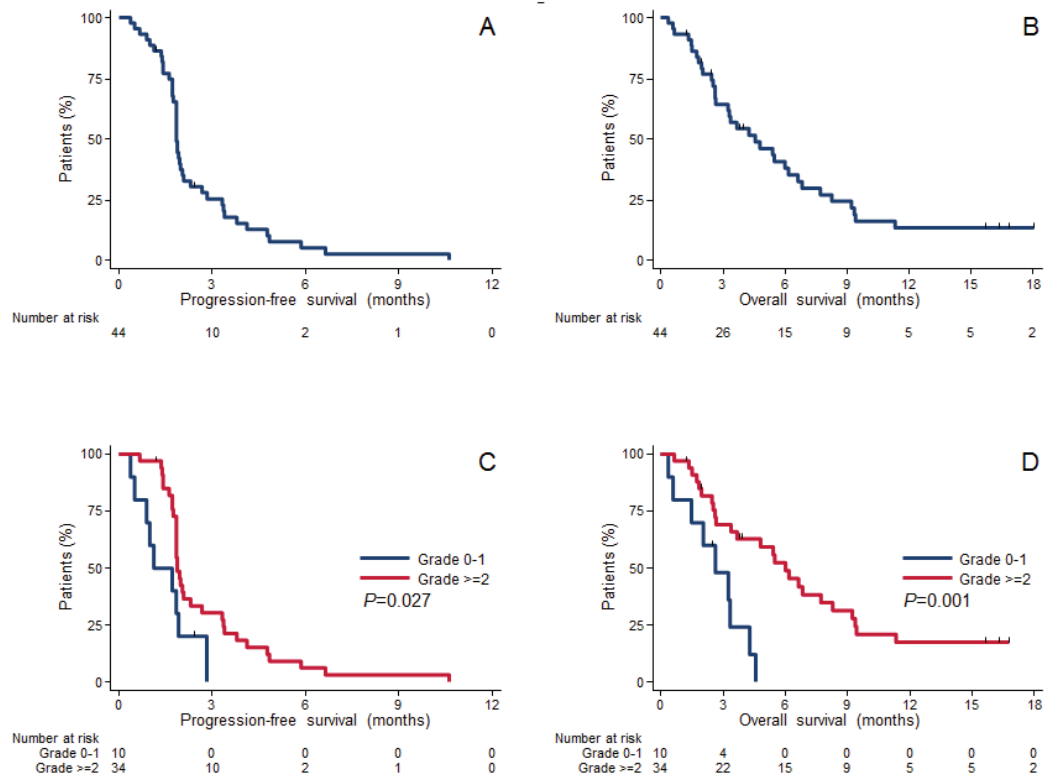 A
100
75
50
25
0
Patients (%)
0 3 6 9 12
Progression-free survival (months)
Number at risk
44 10 2 1 0
B
100
75
50
25
0
Patients (%)
0 3 6 9 12 15 18
Overall survival (months)
Number at risk
44 26 15 9 5 5 2
C
100
75
50
25
0
Patients (%)
Grade 0-1
Grade >=2
P=0.027
0 3 6 9 12
Progression-free survival (months)
Number at risk
Grade 0-1 10 0 0 0 0
Grade >=2 34 10 2 1 0
D
100
75
50
25
0
Patients (%)
Grade 0-1
Grade >=2
P=0.001
0 3 6 9 12 15 18
Overall survival (months)
Number at risk
Grade 0-1 10 4 0 0 0 0 0
Grade >=2 34 22 15 9 5 5 2